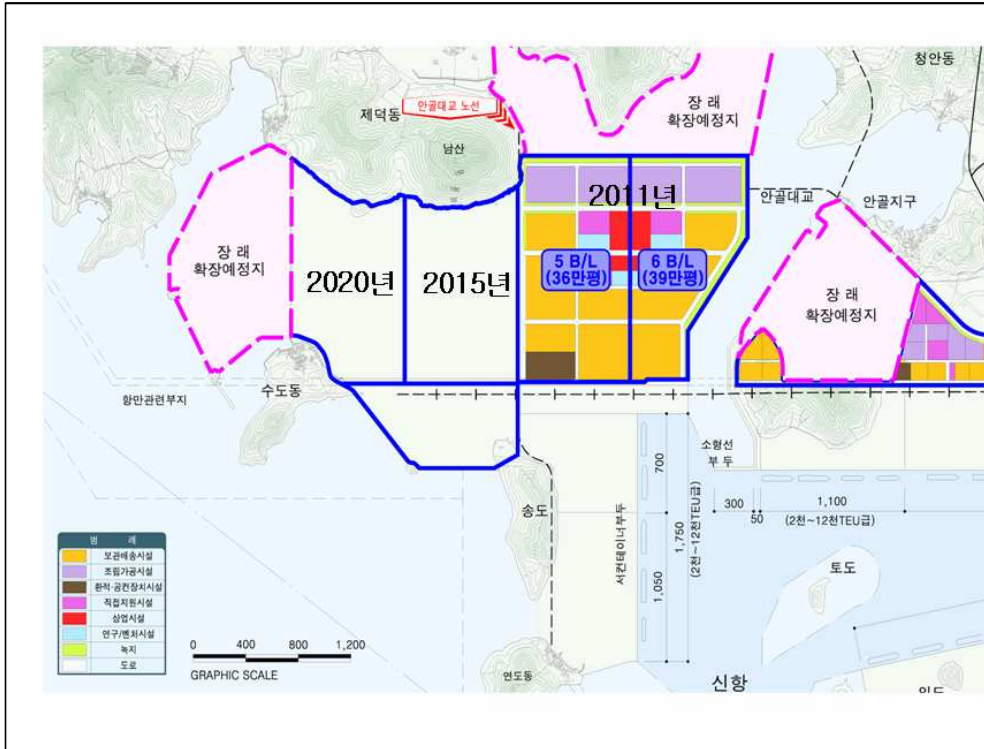 청안동
안골대교 노선
제덕동
장 래
확장예정지
남산
2011년
안골대교
안골지구
장 래
확장예정지
2020년
2015년
5 B/L
(36만평)
6 B/L
(39만평)
장 래
확장예정지
수도동
항만관련부지
소형선
부 두
700
300
50
1,100
(2천~12천TEU급)
송도
서컨테이너부두
1,750
(2천~12천TEU급)
1,050
토도
범 례
보관배송시설
조립가공시설
환적·공컨장치시설
직접지원시설
상업시설
연구/벤처시설
녹지
도로
0 400 800 1,200
GRAPHIC SCALE
연도동
신항